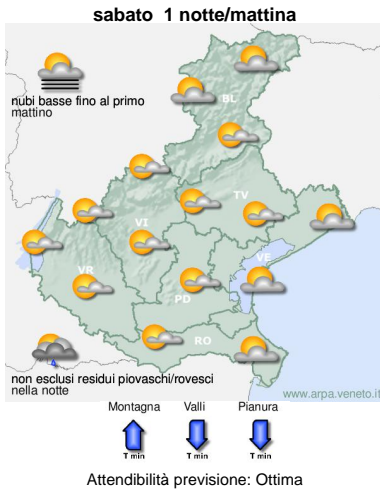 sabato 1 notte/mattina
nubi basse fino al primo
mattino
BL
TV
VI
VE
VR
PD
RO
non esclusi residui piovaschi/rovesci
nella notte
www.arpa.veneto.it
Montagna Valli Pianura
T min T min T min
Attendibilità previsione: Ottima